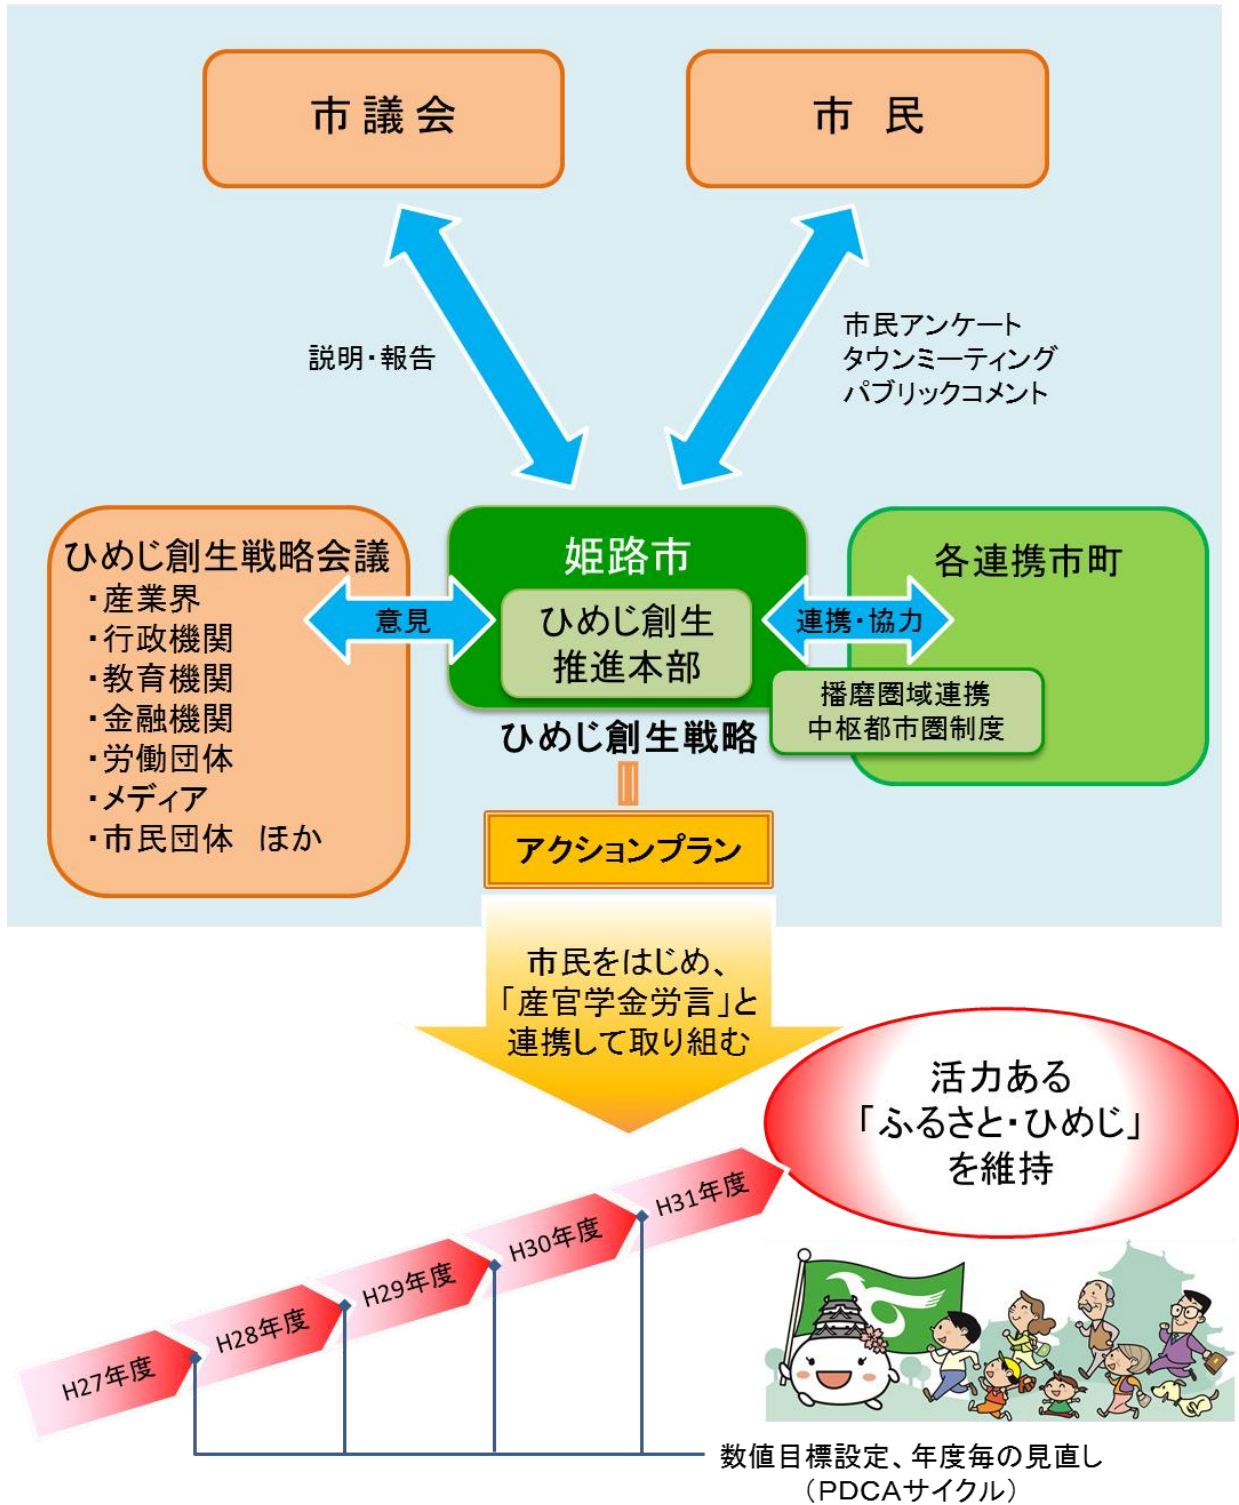 市議会
市 民
説明・報告
市民アンケート
タウンミーティング
パブリックコメント
ひめじ創生戦略会議
・産業界
・行政機関
・教育機関
・金融機関
・労働団体
・メディア
・市民団体 ほか
意見
姫路市
ひめじ創生
推進本部
連携・協力
各連携市町
播磨圏域連携
中枢都市圏制度
ひめじ創生戦略
アクションプラン
市民をはじめ、
「産官学金労言」と
連携して取り組む
活力ある
「ふるさと・ひめじ」
を維持
H27年度
H28年度
H29年度
H30年度
H31年度
数値目標設定、年度毎の見直し
（PDCAサイクル）